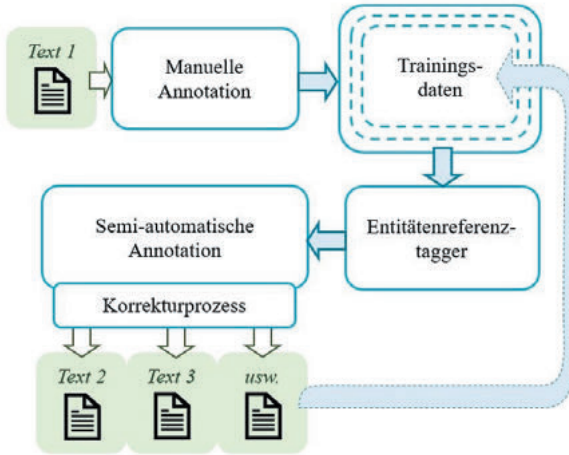 Text 1
Manuelle
Annotation
Trainings-
daten
Semi-automatische
Annotation
Entitätenreferenz-
tagger
Korrekturprozess
Text 2
Text 3
usw.